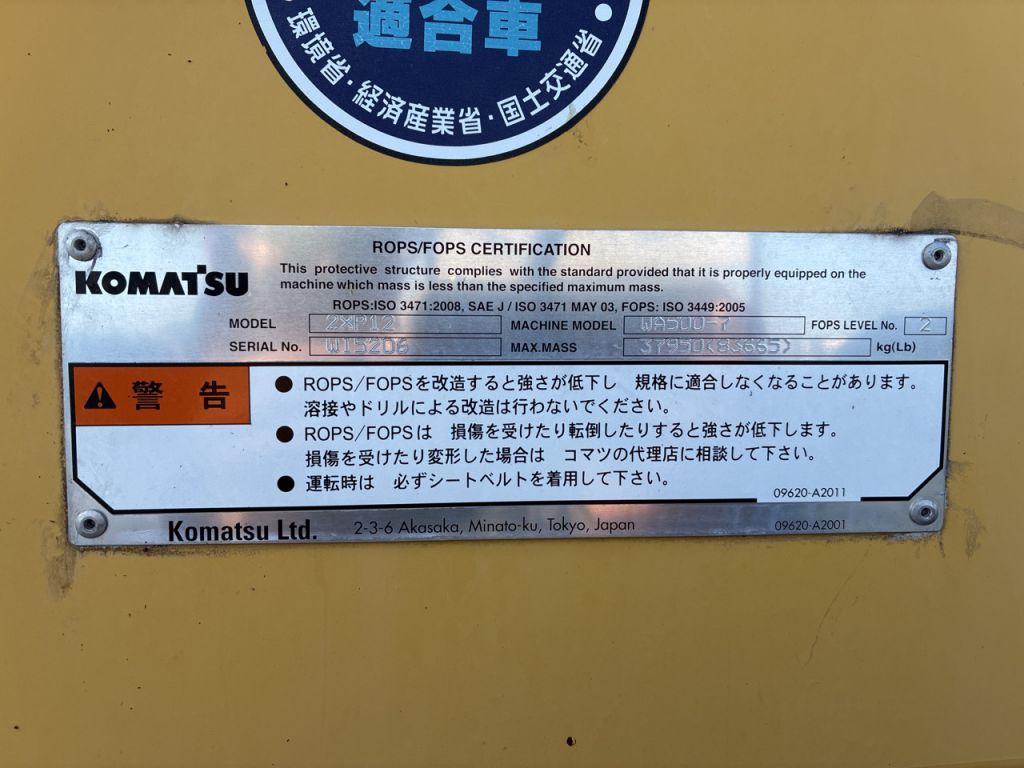 適合車
環境省・経済産業省・国土交通省
ROPS/FOPS CERTIFICATION
KOMATSU
This protective structure complies with the standard provided that it is properly equipped on the
machine which mass is less than the specified maximum mass.
ROPS:ISO 3471:2008, SAE J / ISO 3471 MAY 03, FOPS: ISO 3449:2005
MODEL 2XP12 MACHINE MODEL WA500-7 FOPS LEVEL No. 2
SERIAL No. W15206 MAX.MASS 37950(83665) kg(Lb)
警告
● ROPS/FOPSを改造すると強さが低下し 規格に適合しなくなることがあります。
溶接やドリルによる改造は行わないでください。
● ROPS/FOPSは 損傷を受けたり転倒したりすると強さが低下します。
損傷を受けたり変形した場合は コマツの代理店に相談して下さい。
● 運転時は 必ずシートベルトを着用して下さい。
09620-A2011
Komatsu Ltd. 2-3-6 Akasaka, Minato-ku, Tokyo, Japan 09620-A2001